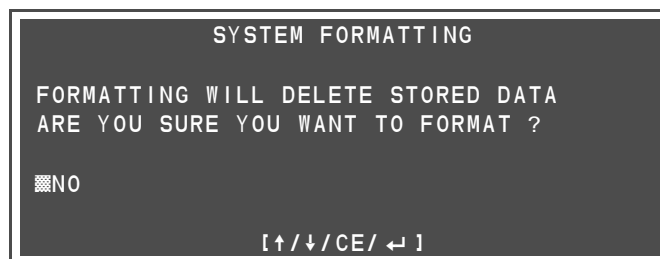 SYSTEM FORMATTING
FORMATTING WILL DELETE STORED DATA
ARE YOU SURE YOU WANT TO FORMAT ?
▒NO
[↑/↓/CE/↵]